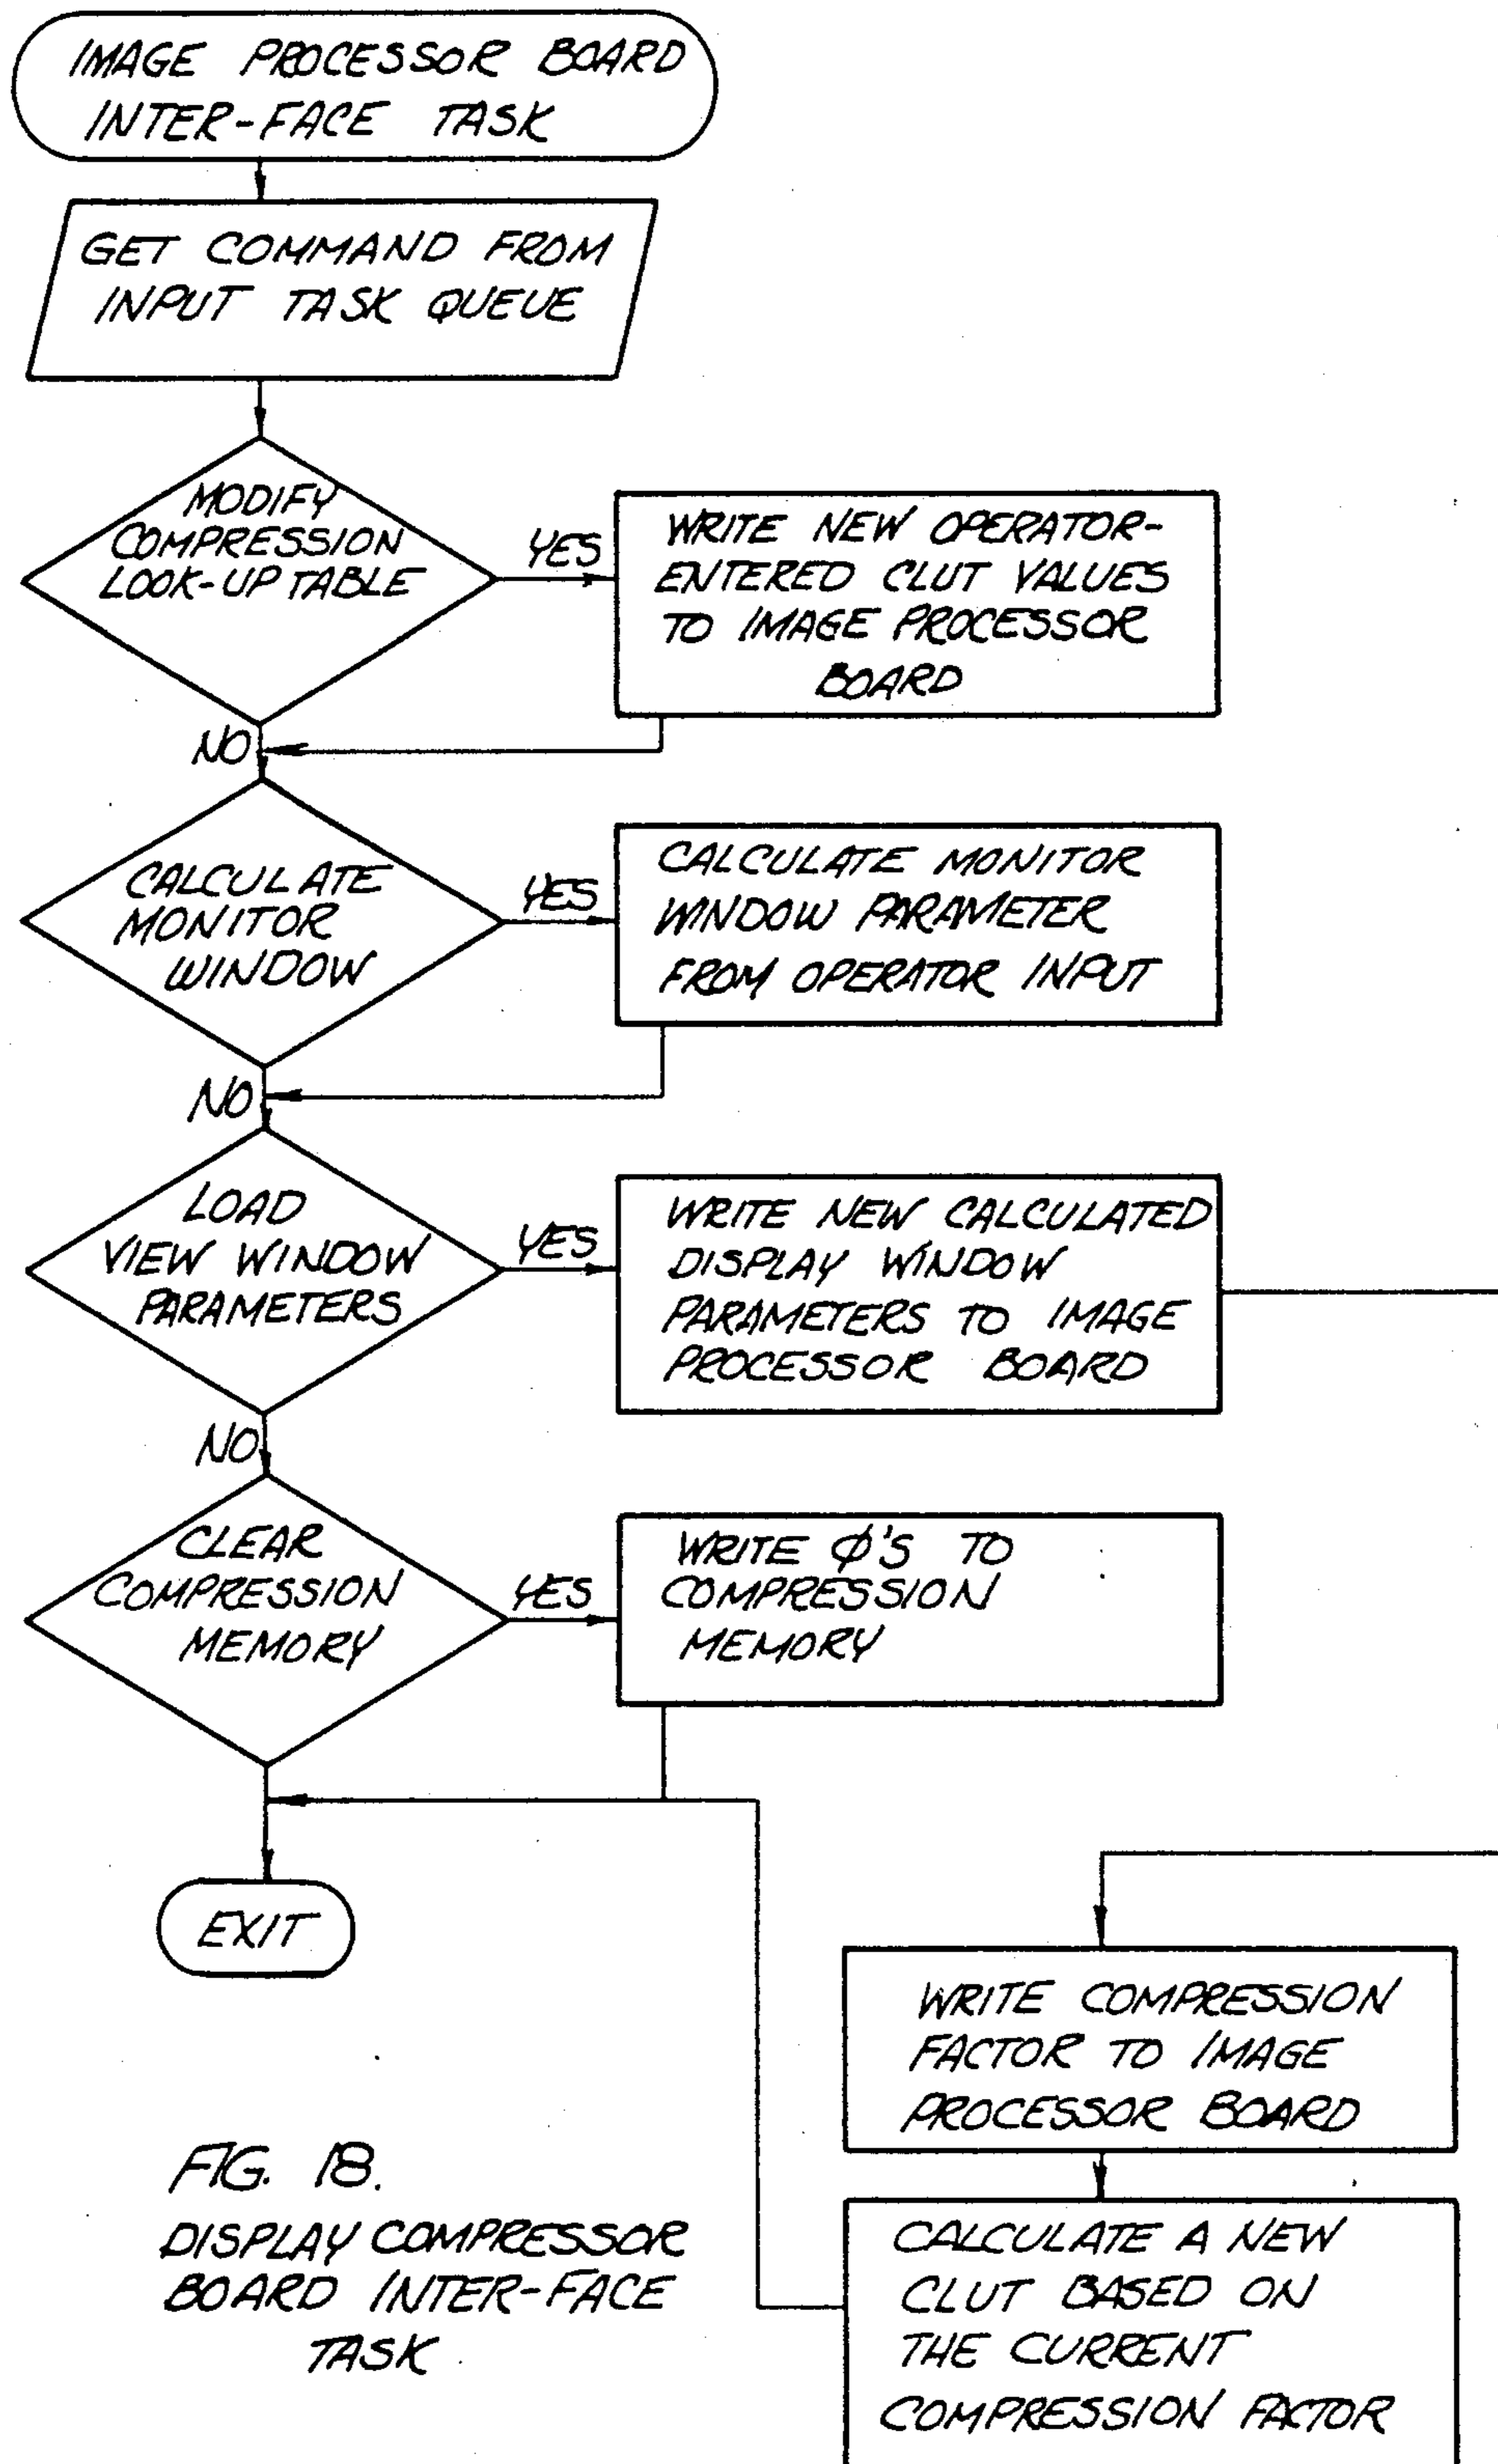 IMAGE PROCESSOR BOARD
INTER-FACE TASK
GET COMMAND FROM
INPUT TASK QUEUE
MODIFY
COMPRESSION
LOOK-UP TABLE
YES
WRITE NEW OPERATOR-
ENTERED CLUT VALUES
TO IMAGE PROCESSOR
BOARD
NO
CALCULATE
MONITOR
WINDOW
YES
CALCULATE MONITOR
WINDOW PARAMETER
FROM OPERATOR INPUT
NO
LOAD
VIEW WINDOW
PARAMETERS
YES
WRITE NEW CALCULATED
DISPLAY WINDOW
PARAMETERS TO IMAGE
PROCESSOR BOARD
NO
CLEAR
COMPRESSION
MEMORY
YES
WRITE Ø'S TO
COMPRESSION
MEMORY
EXIT
WRITE COMPRESSION
FACTOR TO IMAGE
PROCESSOR BOARD
CALCULATE A NEW
CLUT BASED ON
THE CURRENT
COMPRESSION FACTOR
FIG. 18.
DISPLAY COMPRESSOR
BOARD INTER-FACE
TASK